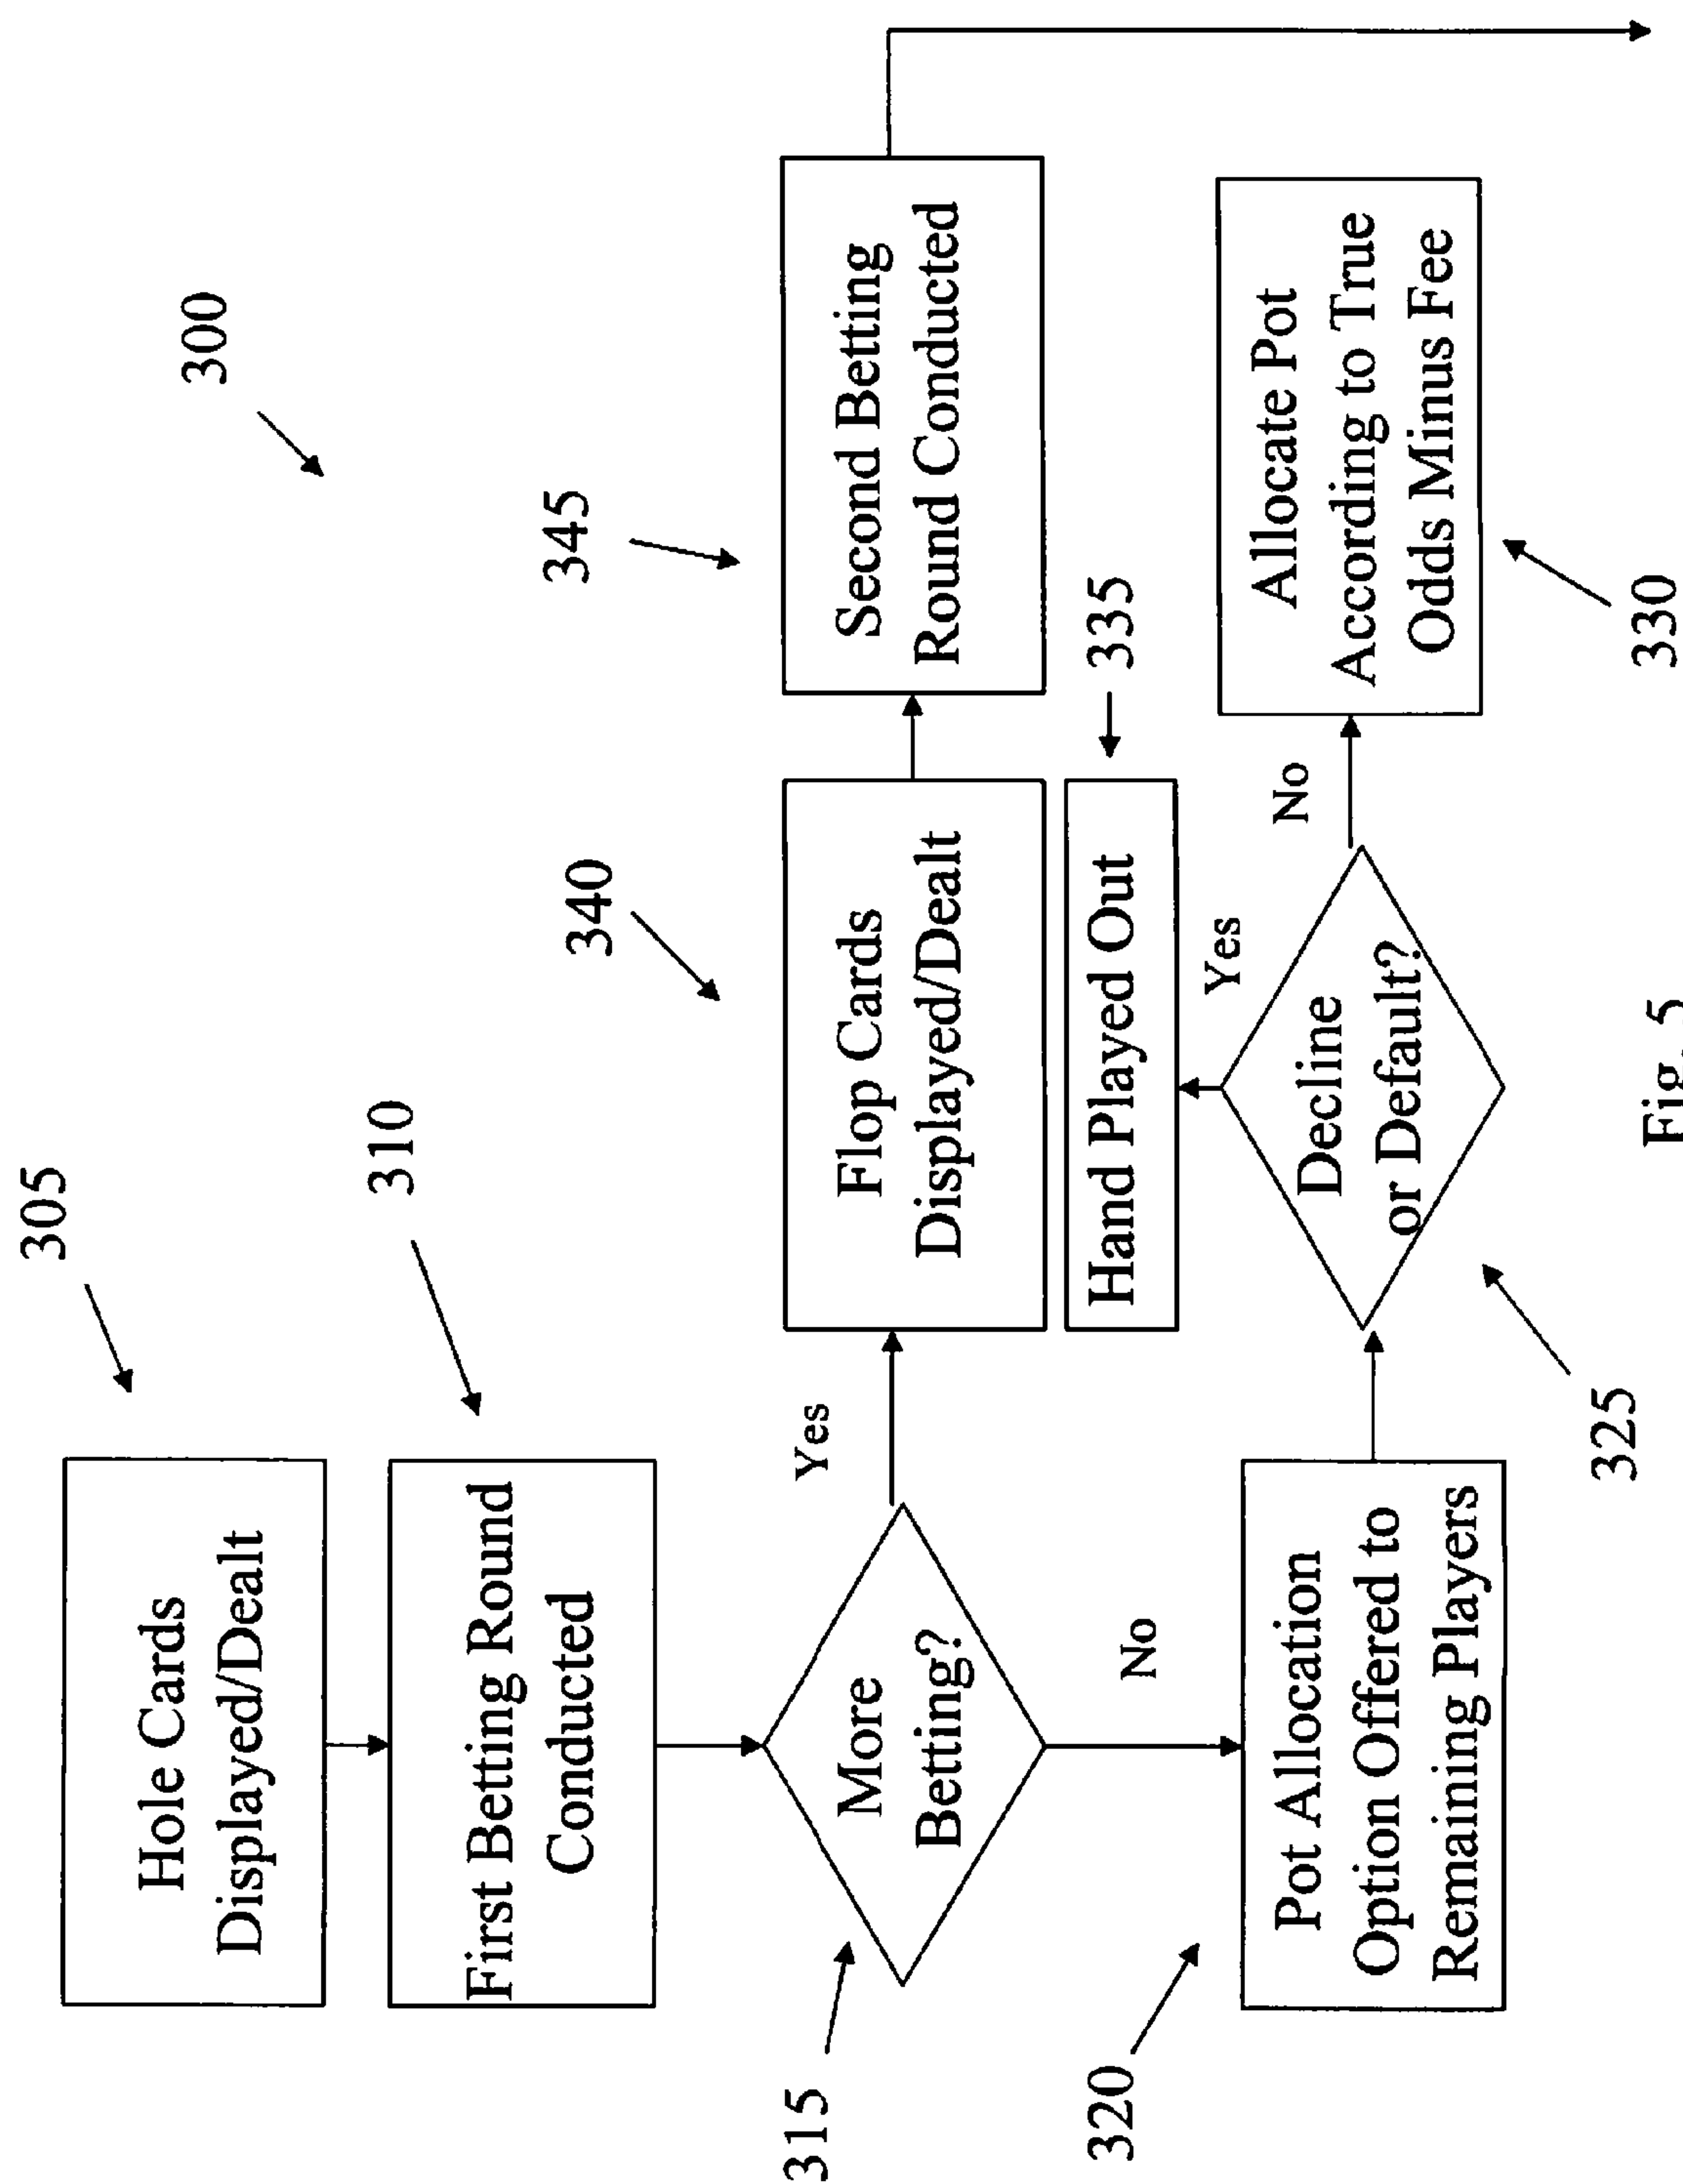 300
305
Hole Cards
Displayed/Dealt
310
First Betting Round
Conducted
315
More
Betting?
Yes
No
340
Flop Cards
Displayed/Dealt
345
Second Betting
Round Conducted
335
Hand Played Out
320
Pot Allocation
Option Offered to
Remaining Players
325
Decline
or Default?
Yes
No
330
Allocate Pot
According to True
Odds Minus Fee
Fig. 5